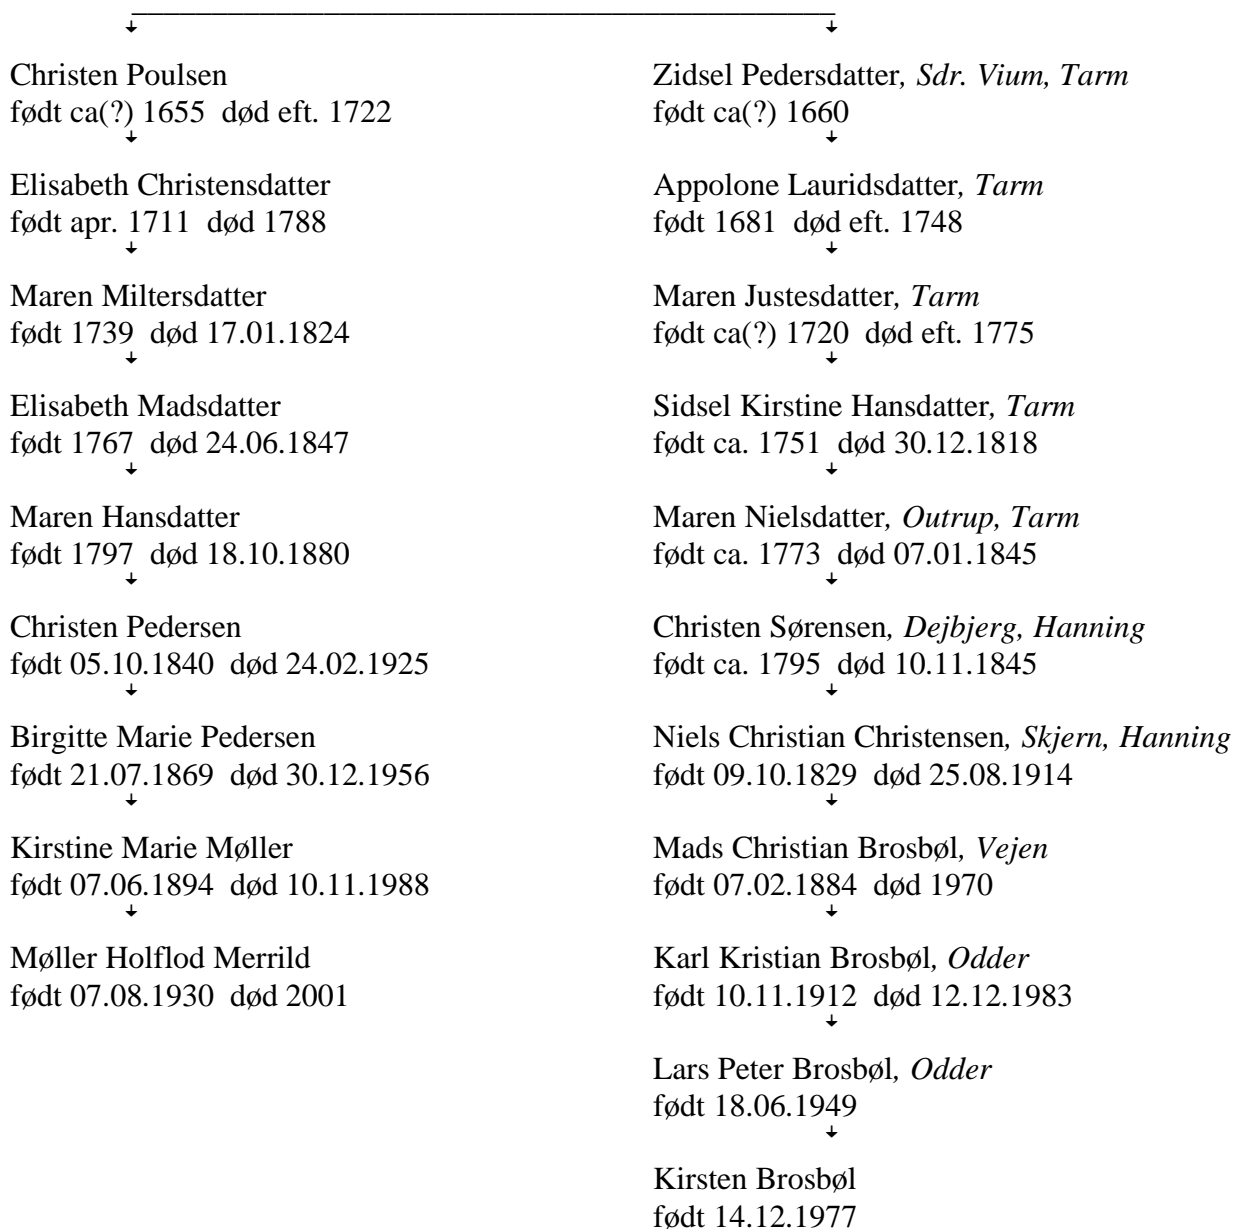 Christen Poulsen
født ca(?) 1655 død eft. 1722
Elisabeth Christensdatter
født apr. 1711 død 1788
Maren Miltersdatter
født 1739 død 17.01.1824
Elisabeth Madsdatter
født 1767 død 24.06.1847
Maren Hansdatter
født 1797 død 18.10.1880
Christen Pedersen
født 05.10.1840 død 24.02.1925
Birgitte Marie Pedersen
født 21.07.1869 død 30.12.1956
Kirstine Marie Møller
født 07.06.1894 død 10.11.1988
Møller Holflod Merrild
født 07.08.1930 død 2001
Zidsel Pedersdatter, Sdr. Vium, Tarm
født ca(?) 1660
Appolone Lauridsdatter, Tarm
født 1681 død eft. 1748
Maren Justesdatter, Tarm
født ca(?) 1720 død eft. 1775
Sidsel Kirstine Hansdatter, Tarm
født ca. 1751 død 30.12.1818
Maren Nielsdatter, Outrup, Tarm
født ca. 1773 død 07.01.1845
Christen Sørensen, Dejbjerg, Hanning
født ca. 1795 død 10.11.1845
Niels Christian Christensen, Skjern, Hanning
født 09.10.1829 død 25.08.1914
Mads Christian Brosbøl, Vejen
født 07.02.1884 død 1970
Karl Kristian Brosbøl, Odder
født 10.11.1912 død 12.12.1983
Lars Peter Brosbøl, Odder
født 18.06.1949
Kirsten Brosbøl
født 14.12.1977